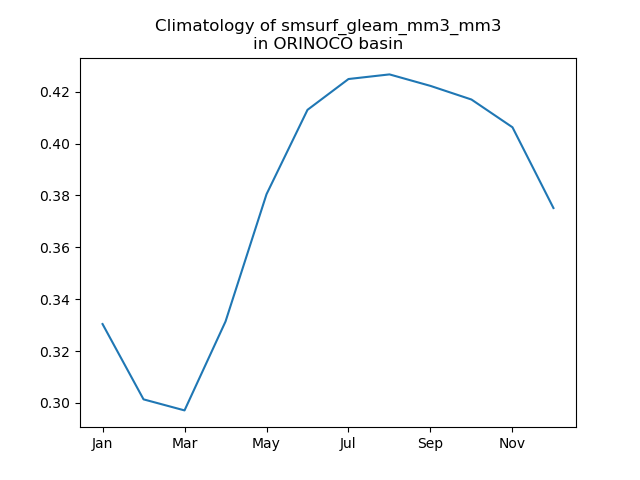 Climatology of smsurf_gleam_mm3_mm3
in ORINOCO basin
0.42
0.40
0.38
0.36
0.34
0.32
0.30
Jan Mar May Jul Sep Nov